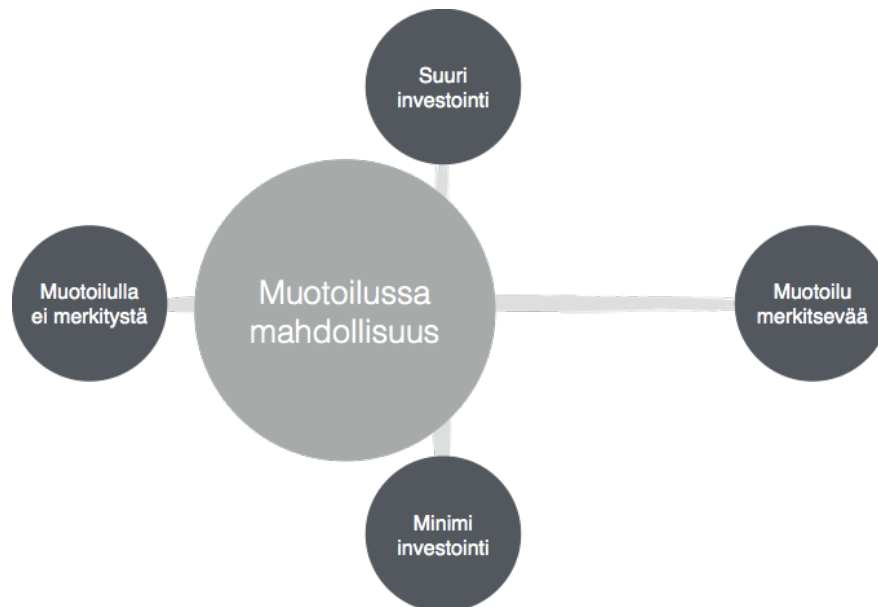 Suuri
investointi
Muotoilulla
ei merkitystä
Muotoilussa
mahdollisuus
Muotoilu
merkitsevää
Minimi
investointi